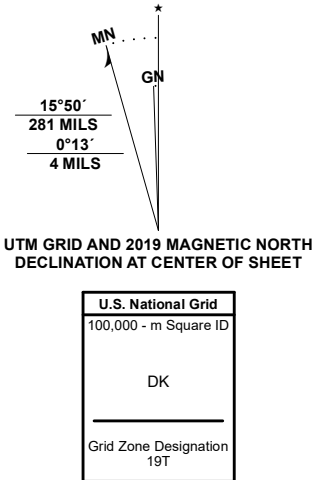 ★
MN
GN
15°50´
281 MILS
0°13´
4 MILS
UTM GRID AND 2019 MAGNETIC NORTH
DECLINATION AT CENTER OF SHEET
U.S. National Grid
100,000 - m Square ID
DK
Grid Zone Designation
19T